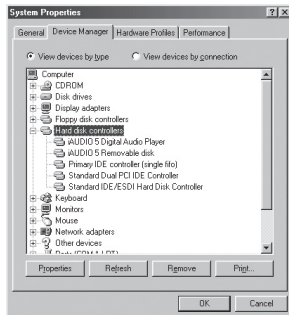 System Properties
General Device Manager Hardware Profiles Performance
View devices by type View devices by connection
Computer
CDROM
Disk drives
Display adapters
Floppy disk controllers
Hard disk controllers
iAUDIO 5 Digital Audio Player
iAUDIO 5 Removable disk
Primary IDE controller (single fifo)
Standard Dual PCI IDE Controller
Standard IDE/ESDI Hard Disk Controller
Keyboard
Monitors
Mouse
Network adapters
Other devices
Ports (COM & LPT)
Properties Refresh Remove Print...
OK Cancel